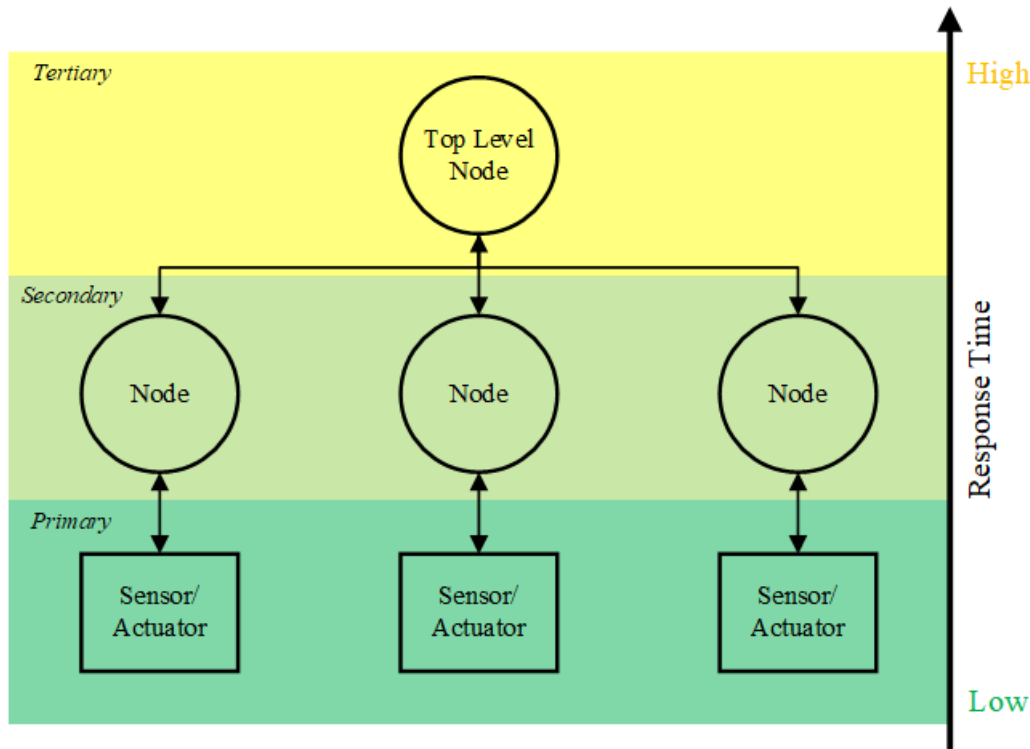 Tertiary
High
Top Level
Node
Secondary
Node
Node
Node
Response Time
Primary
Sensor/
Actuator
Sensor/
Actuator
Sensor/
Actuator
Low